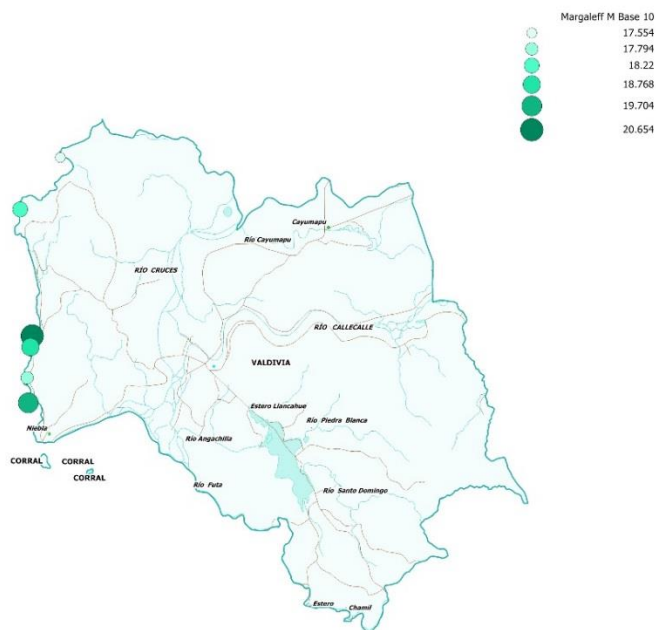 Margaleff M Base 10
17.554
17.794
18.22
18.768
19.704
20.654
Cayumapu
Río Cayumapu
RÍO CRUCES
RÍO CALLECALLE
VALDIVIA
Estero Llancahue
Río Piedra Blanca
Niebla
Río Angachilla
CORRAL
CORRAL
CORRAL
Río Futa
Río Santo Domingo
Estero Chamil